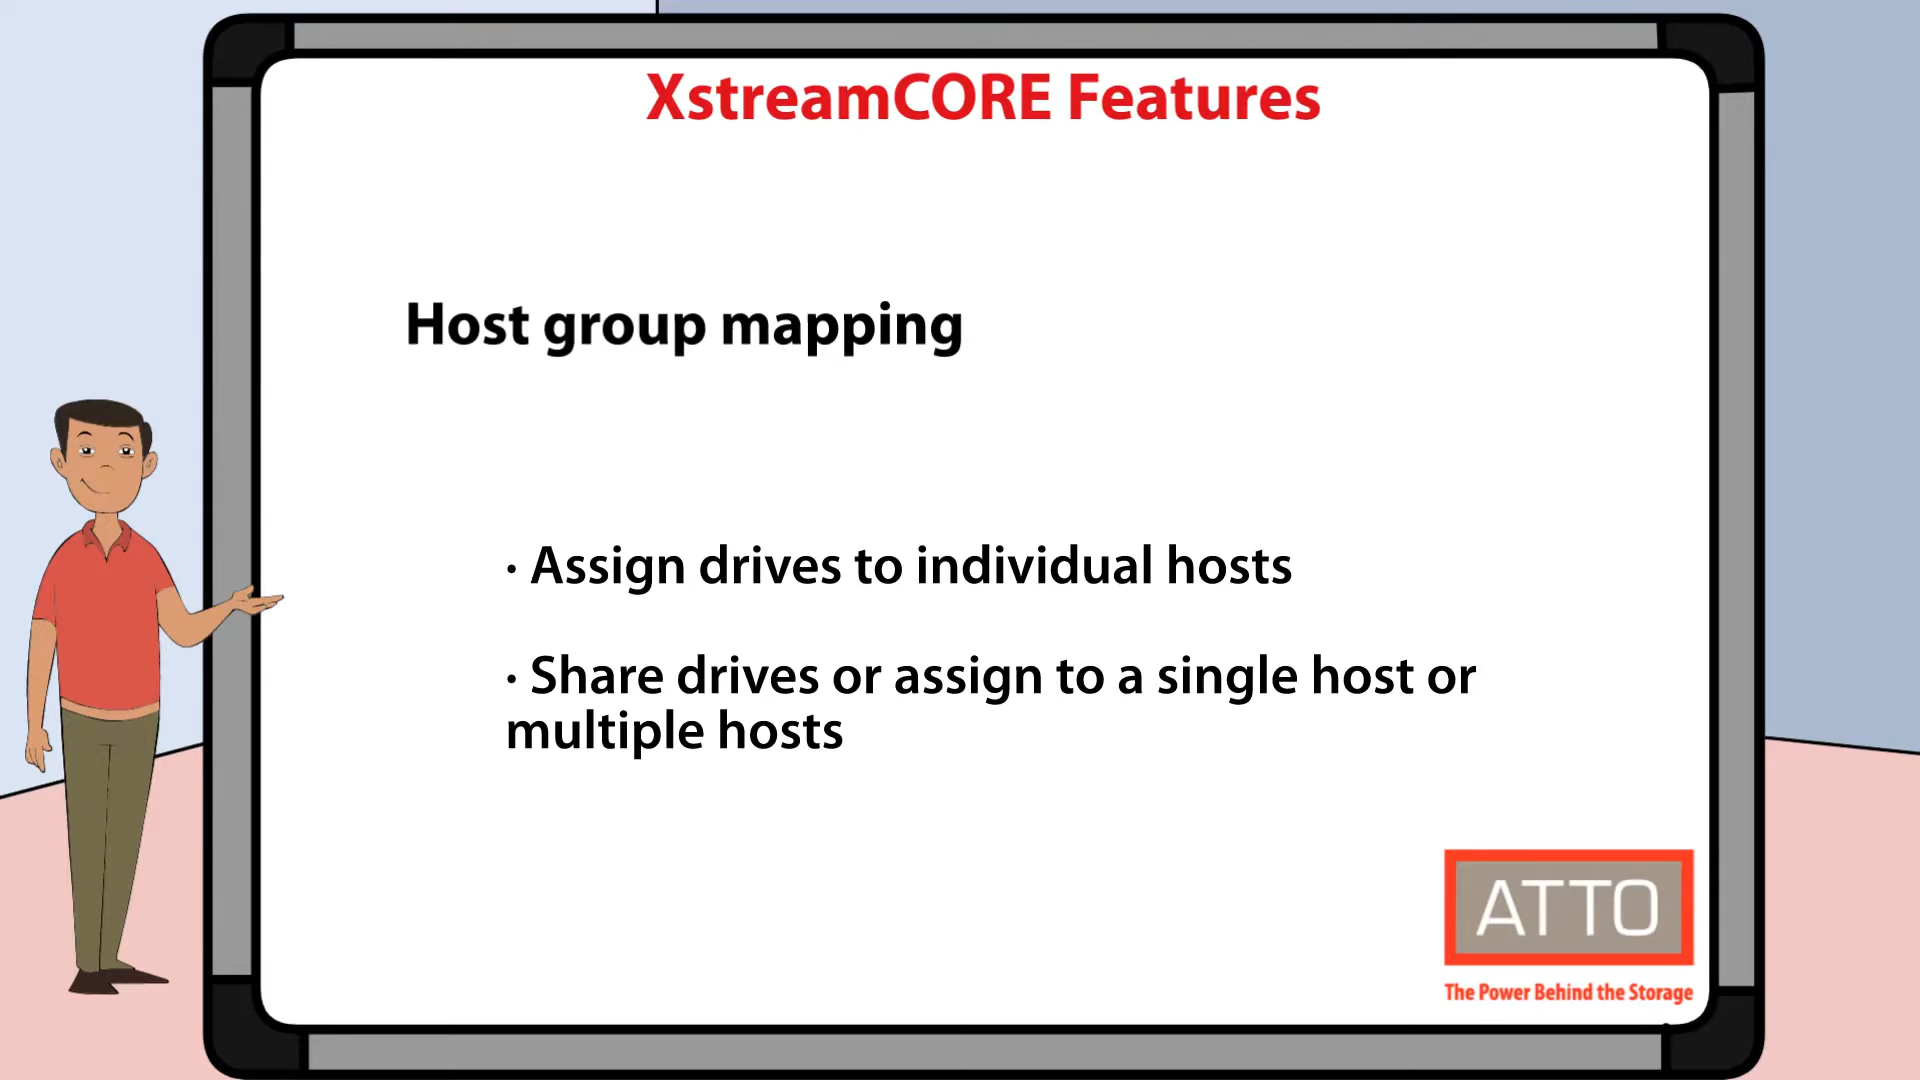 XstreamCORE Features
Host group mapping
· Assign drives to individual hosts
· Share drives or assign to a single host or
multiple hosts
ATTO
The Power Behind the Storage